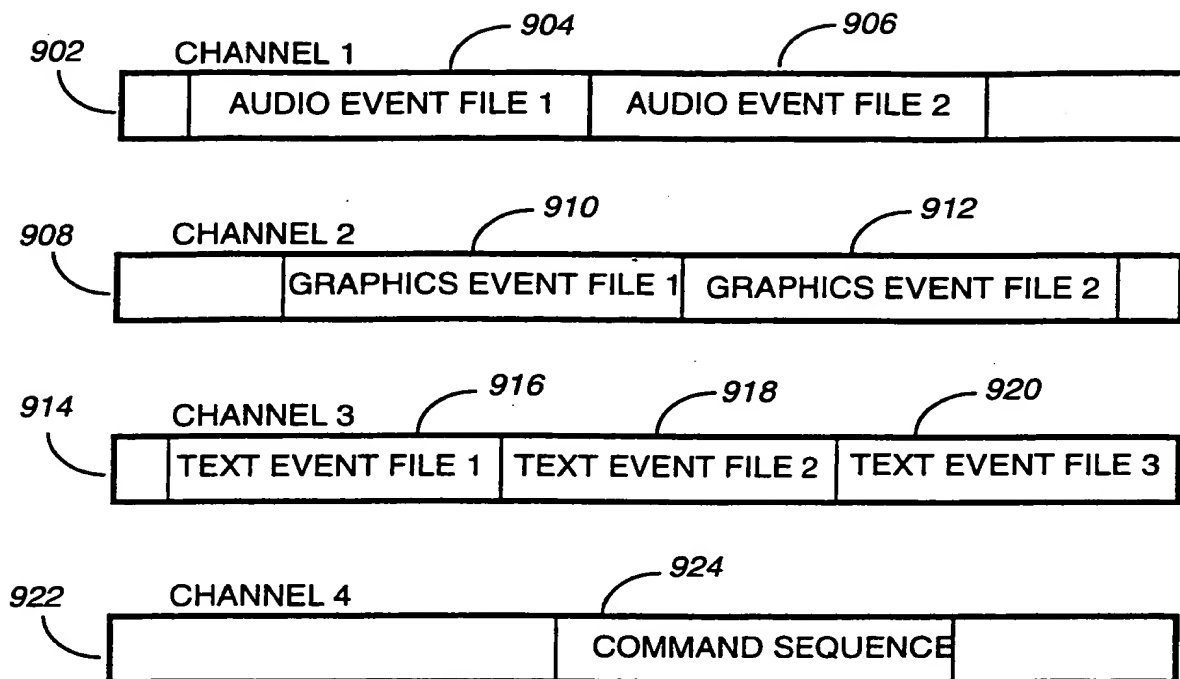 904
906
902
CHANNEL 1
AUDIO EVENT FILE 1
AUDIO EVENT FILE 2
910
912
908
CHANNEL 2
GRAPHICS EVENT FILE 1
GRAPHICS EVENT FILE 2
916
918
920
914
CHANNEL 3
TEXT EVENT FILE 1
TEXT EVENT FILE 2
TEXT EVENT FILE 3
924
922
CHANNEL 4
COMMAND SEQUENCE